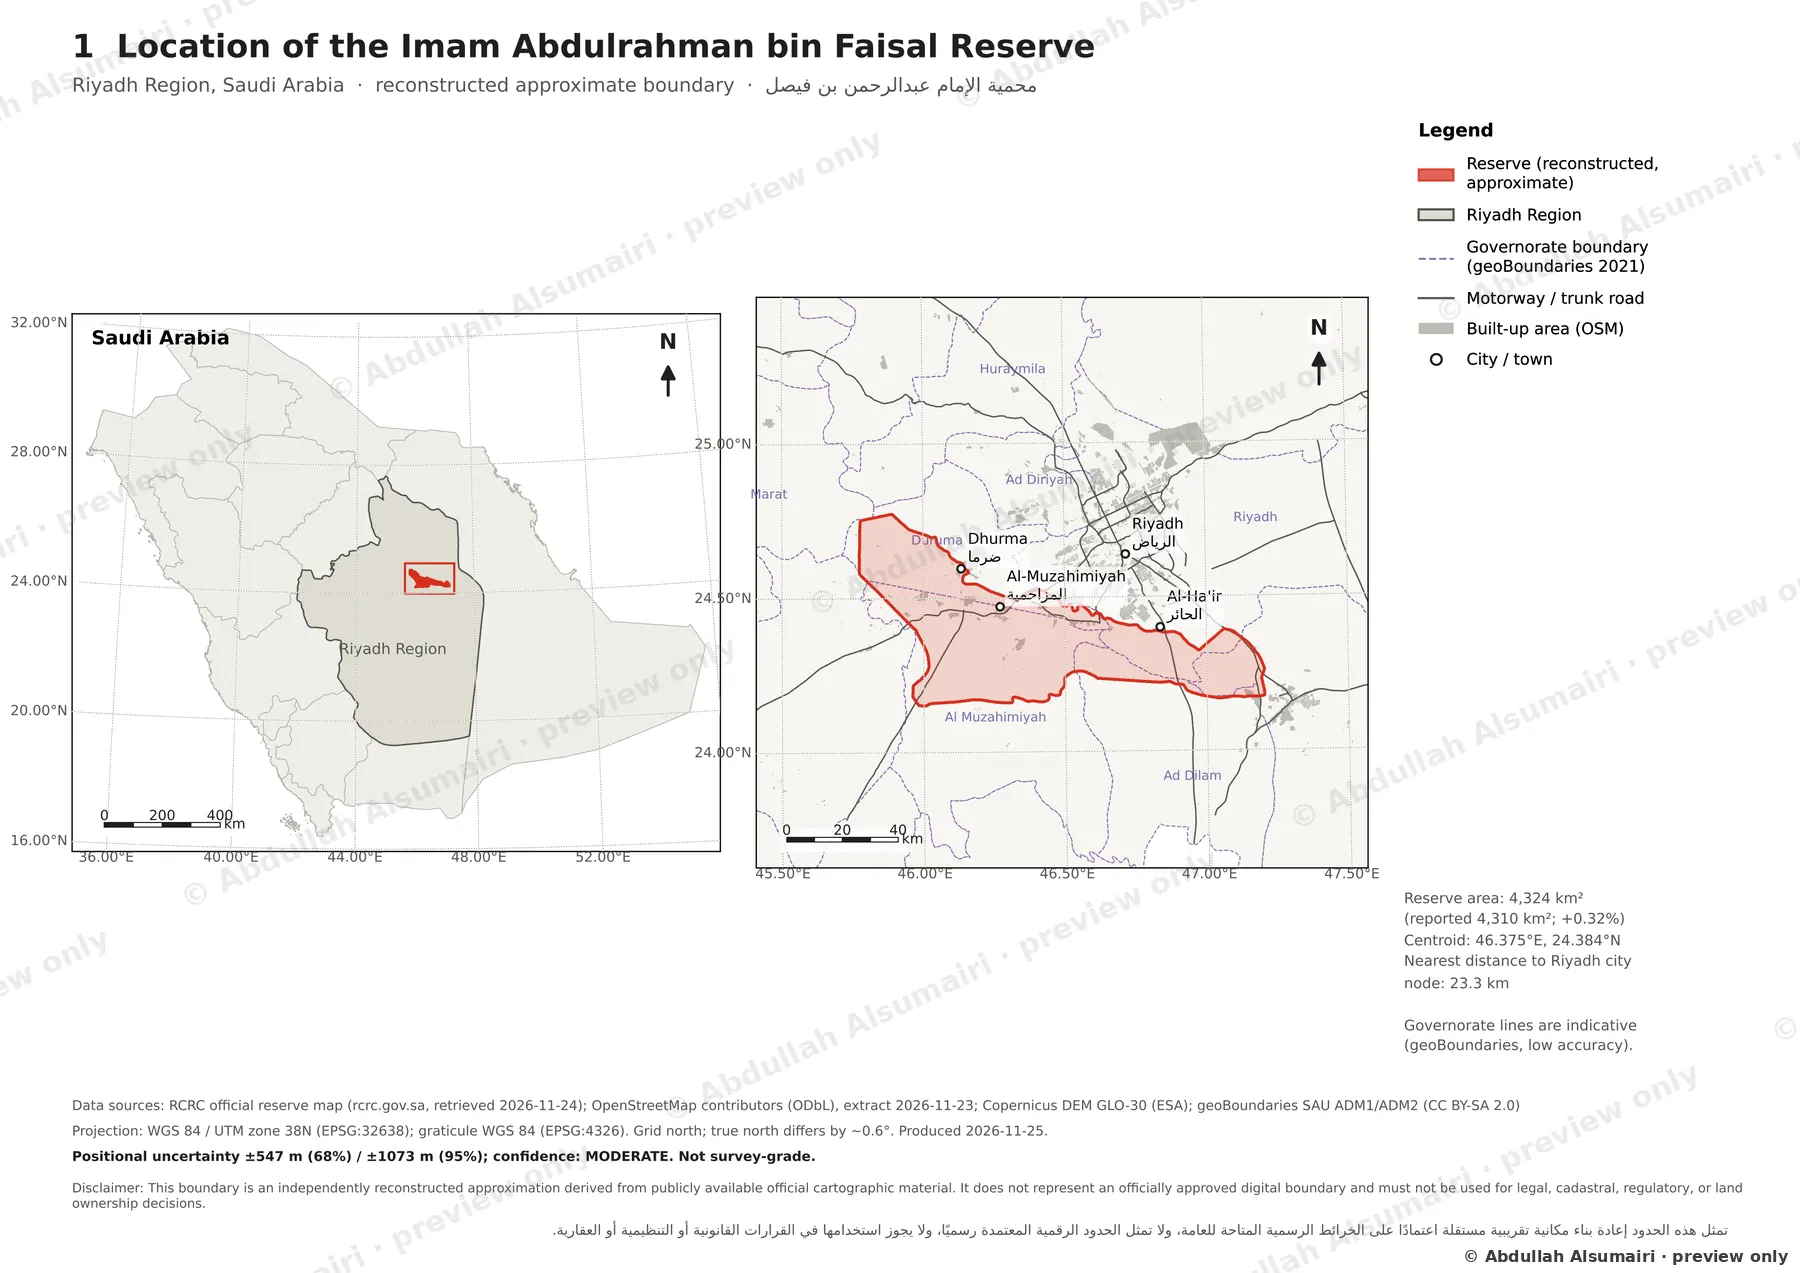 1 Location of the Imam Abdulrahman bin Faisal Reserve
Riyadh Region, Saudi Arabia · reconstructed approximate boundary · محمية الإمام عبدالرحمن بن فيصل
Legend
Reserve (reconstructed,
approximate)
Riyadh Region
Governorate boundary
(geoBoundaries 2021)
Motorway / trunk road
Built-up area (OSM)
City / town
Saudi Arabia
N
32.00°N
28.00°N
24.00°N
20.00°N
16.00°N
Riyadh Region
0 200 400 km
36.00°E 40.00°E 44.00°E 48.00°E 52.00°E
N
25.00°N
24.50°N
24.00°N
Huraymila
Marat
Ad Diriyah
Riyadh
Duruma
Dhurma
ضرما
Riyadh
الرياض
Al-Muzahimiyah
المزاحمية
Al-Ha'ir
الحائر
Al Muzahimiyah
Ad Dilam
0 20 40 km
45.50°E 46.00°E 46.50°E 47.00°E 47.50°E
Reserve area: 4,324 km²
(reported 4,310 km²; +0.32%)
Centroid: 46.375°E, 24.384°N
Nearest distance to Riyadh city
node: 23.3 km
Governorate lines are indicative
(geoBoundaries, low accuracy).
Data sources: RCRC official reserve map (rcrc.gov.sa, retrieved 2026-11-24); OpenStreetMap contributors (ODbL), extract 2026-11-23; Copernicus DEM GLO-30 (ESA); geoBoundaries SAU ADM1/ADM2 (CC BY-SA 2.0)
Projection: WGS 84 / UTM zone 38N (EPSG:32638); graticule WGS 84 (EPSG:4326). Grid north; true north differs by ~0.6°. Produced 2026-11-25.
Positional uncertainty ±547 m (68%) / ±1073 m (95%); confidence: MODERATE. Not survey-grade.
Disclaimer: This boundary is an independently reconstructed approximation derived from publicly available official cartographic material. It does not represent an officially approved digital boundary and must not be used for legal, cadastral, regulatory, or land
ownership decisions.
تمثل هذه الحدود إعادة بناء مكانية تقريبية مستقلة اعتمادًا على الخرائط الرسمية المتاحة للعامة، ولا تمثل الحدود الرقمية المعتمدة رسميًا، ولا يجوز استخدامها في القرارات القانونية أو التنظيمية أو العقارية.
© Abdullah Alsumairi · preview only